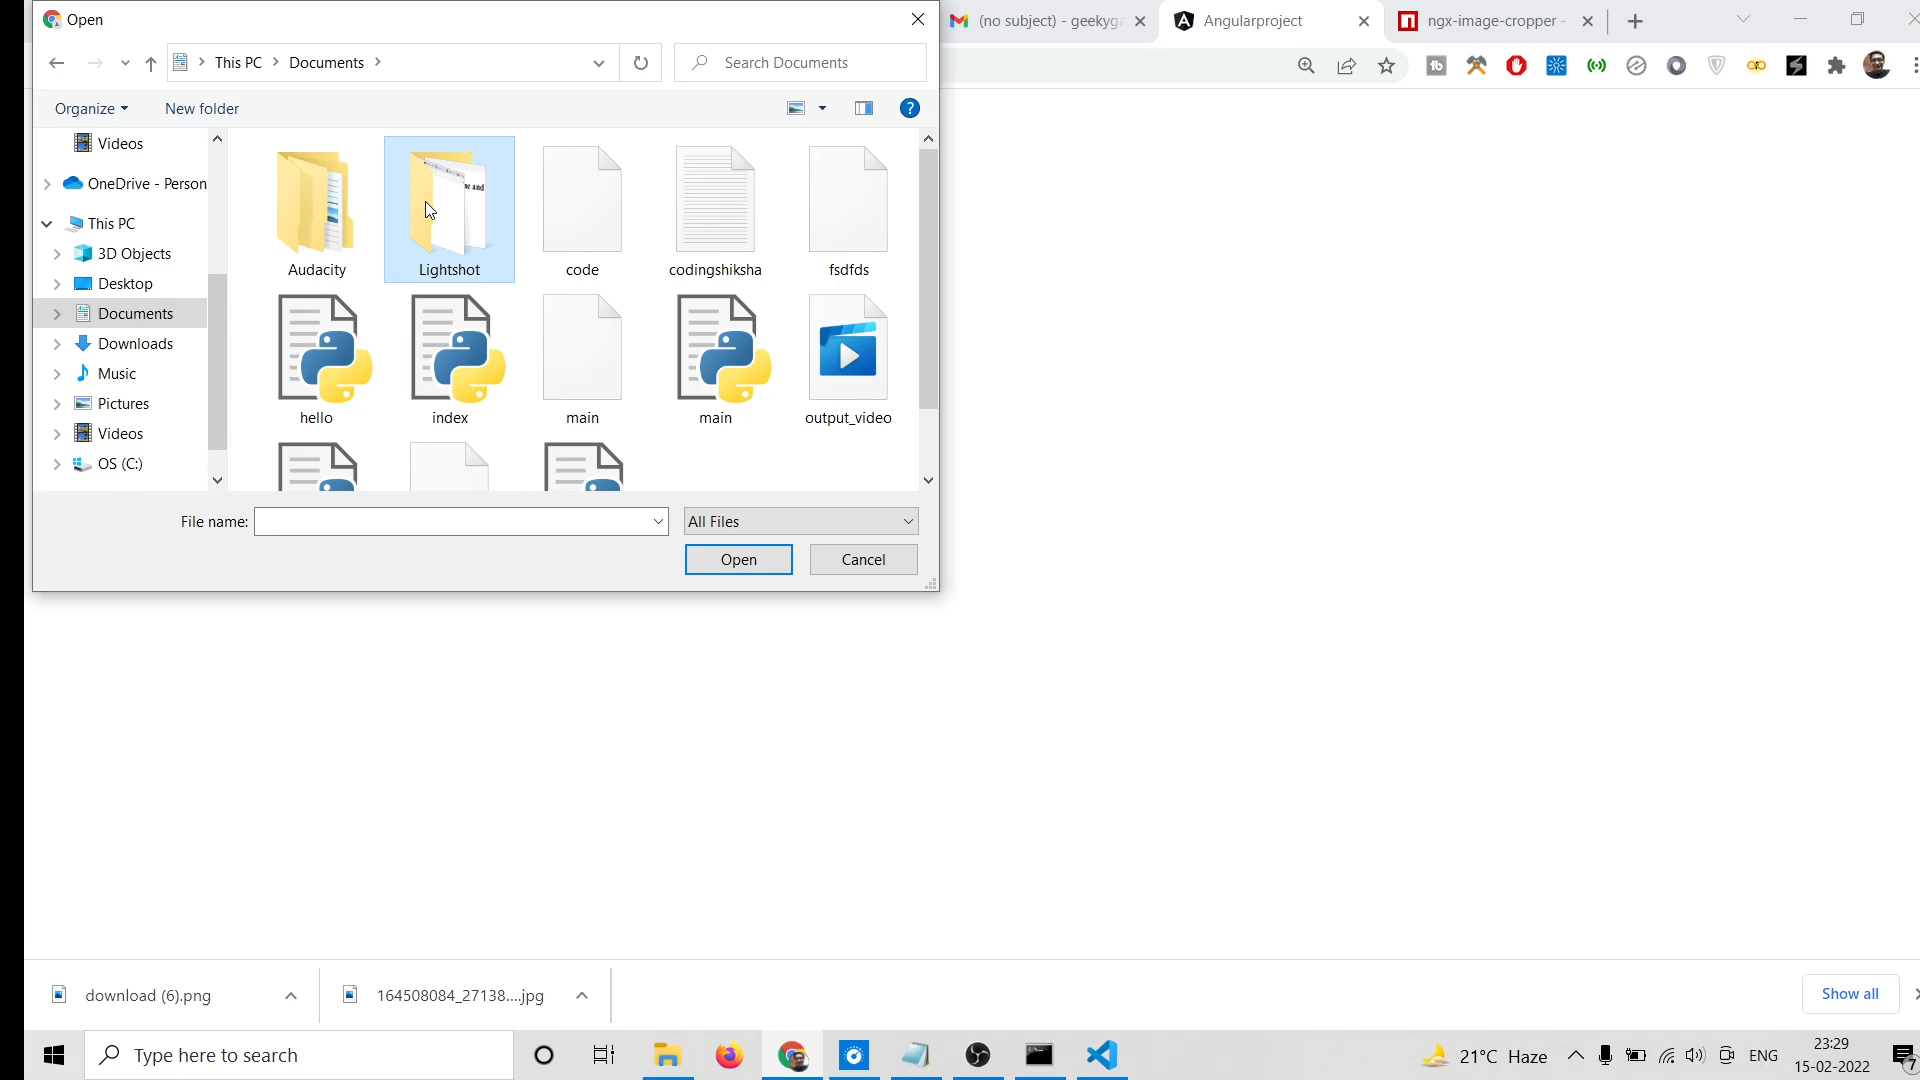 Open
(no subject) - geekyga
Angularproject
ngx-image-cropper -
This PC
Documents
Search Documents
Organize
New folder
Videos
OneDrive - Person
This PC
3D Objects
Desktop
Documents
Downloads
Music
Pictures
Videos
OS (C:)
Audacity
Lightshot
code
codingshiksha
fsdfds
hello
index
main
main
output_video
File name:
All Files
Open
Cancel
download (6).png
164508084_27138....jpg
Show all
Type here to search
21°C Haze
ENG
23:29
15-02-2022
7